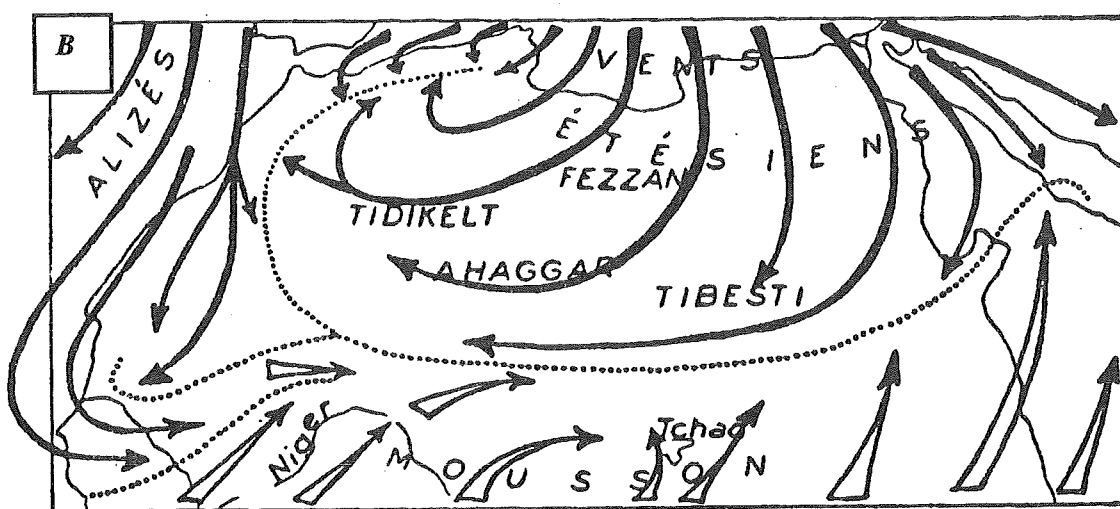 B
ALIZÉS
VENTS
ÉTÉSIENS
FEZZAN
TIDIKELT
AHAGGAR
TIBESTI
Niger
Tchad
MOUSSON